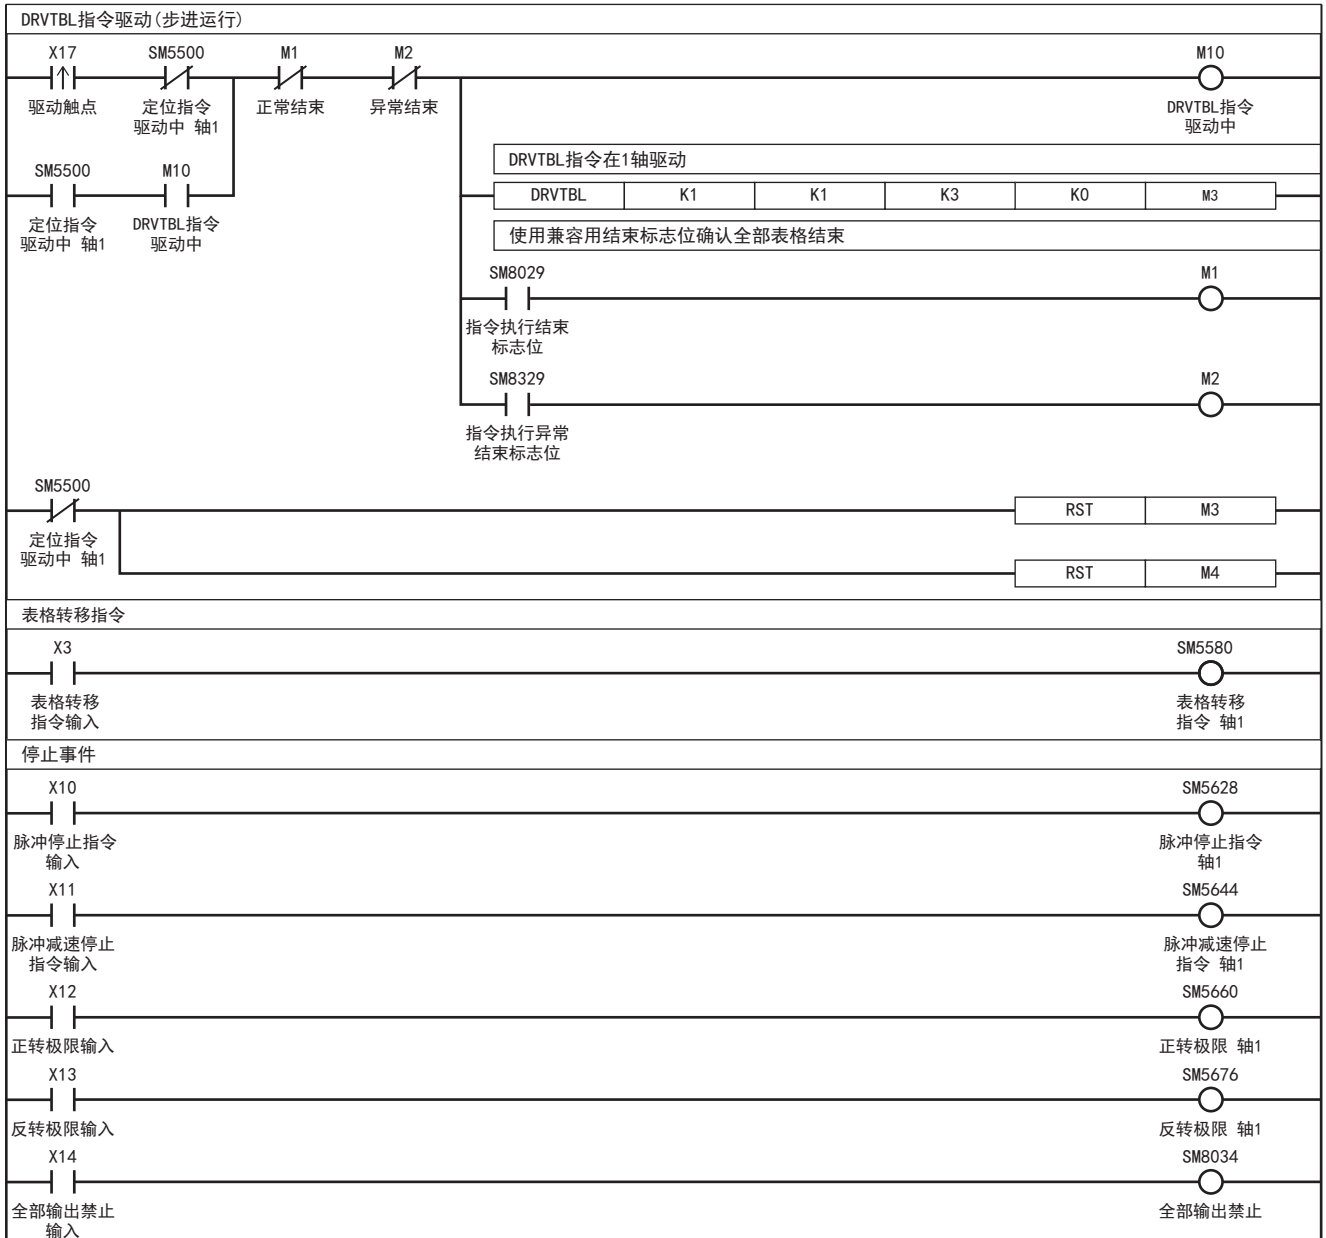 DRVTBL指令驱动(步进运行)
X17 SM5500 M1 M2 M10
驱动触点 定位指令 正常结束 异常结束 DRVTBL指令
驱动中 轴1 驱动中
DRVTBL指令在1轴驱动
SM5500 M10
DRVTBL K1 K1 K3 K0 M3
定位指令 DRVTBL指令
驱动中 轴1 驱动中
使用兼容用结束标志位确认全部表格结束
SM8029 M1
指令执行结束
标志位
SM8329 M2
指令执行异常
结束标志位
SM5500
RST M3
定位指令
驱动中 轴1
RST M4
表格转移指令
X3 SM5580
表格转移 表格转移
指令输入 指令 轴1
停止事件
X10 SM5628
脉冲停止指令 脉冲停止指令
输入 轴1
X11 SM5644
脉冲减速停止 脉冲减速停止
指令输入 指令 轴1
X12 SM5660
正转极限输入 正转极限 轴1
X13 SM5676
反转极限输入 反转极限 轴1
X14 SM8034
全部输出禁止 全部输出禁止
输入